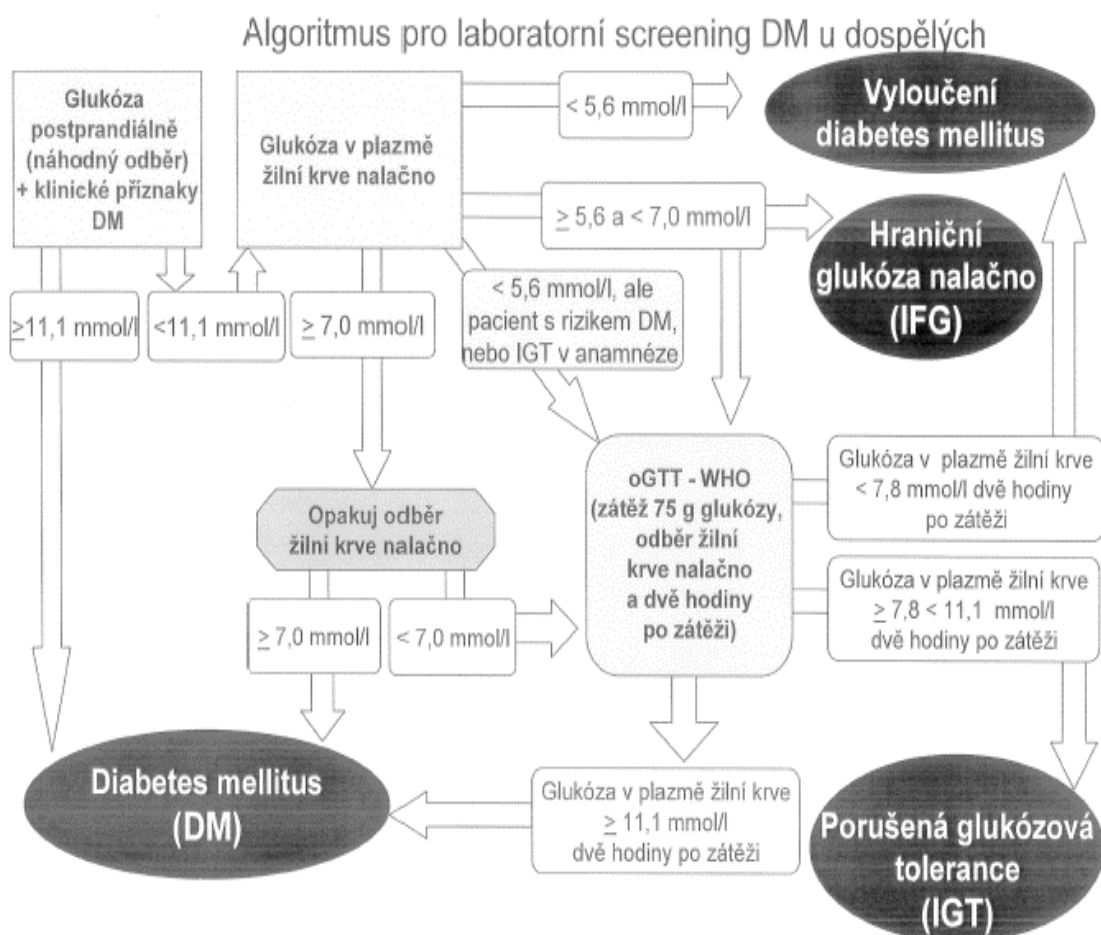 Algoritmus pro laboratorní screening DM u dospělých
Glukóza
postprandiálně
(náhodný odběr)
+ klinické příznaky
DM
Glukóza v plazmě
žilní krve nalačno
< 5,6 mmol/l
Vyloučení
diabetes mellitus
≥ 5,6 a < 7,0 mmol/l
Hraniční
glukóza nalačno
(IFG)
≥11,1 mmol/l
<11,1 mmol/l
≥ 7,0 mmol/l
< 5,6 mmol/l, ale
pacient s rizikem DM,
nebo IGT v anamnéze
Opakuj odběr
žilní krve nalačno
≥ 7,0 mmol/l
< 7,0 mmol/l
oGTT - WHO
(zátěž 75 g glukózy,
odběr žilní
krve nalačno
a dvě hodiny
po zátěži)
Glukóza v plazmě žilní krve
< 7,8 mmol/l dvě hodiny
po zátěži
Glukóza v plazmě žilní krve
≥ 7,8 < 11,1 mmol/l
dvě hodiny po zátěži
Diabetes mellitus
(DM)
Glukóza v plazmě žilní krve
≥ 11,1 mmol/l
dvě hodiny po zátěži
Porušená glukózová
tolerance
(IGT)